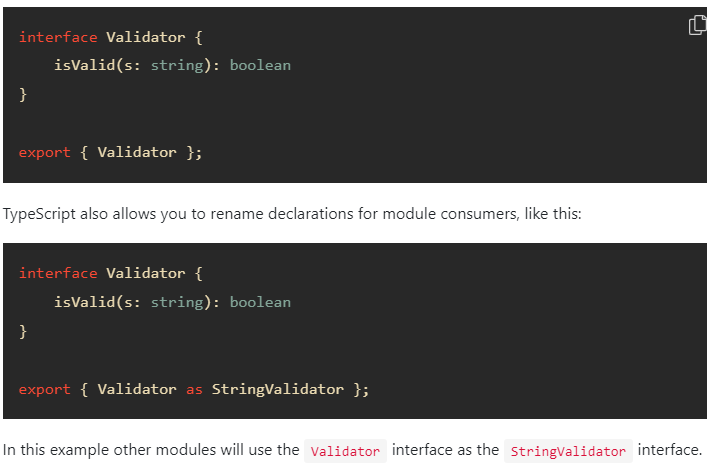 interface Validator {
    isValid(s: string): boolean
}
export { Validator };
TypeScript also allows you to rename declarations for module consumers, like this:
interface Validator {
    isValid(s: string): boolean
}
export { Validator as StringValidator };
In this example other modules will use the Validator interface as the StringValidator interface.